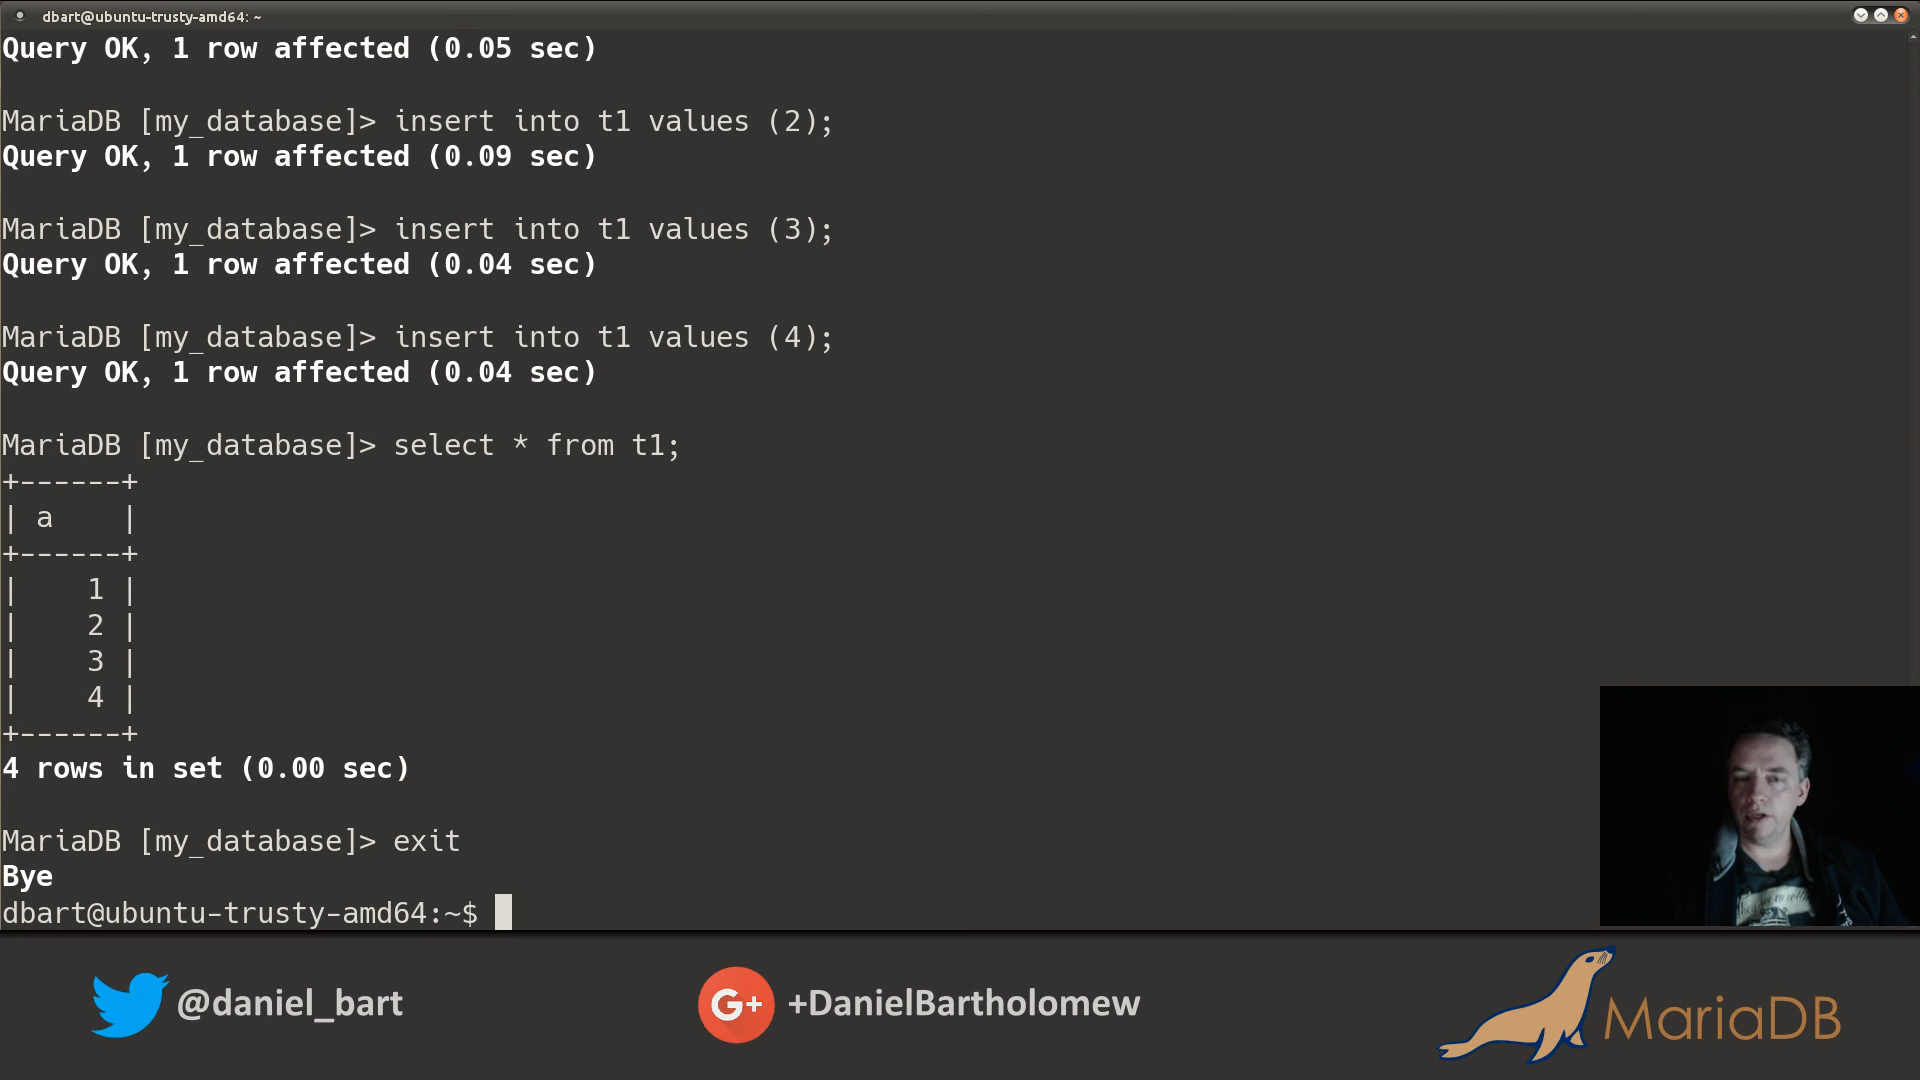 dbart@ubuntu-trusty-amd64: ~
Query OK, 1 row affected (0.05 sec)
MariaDB [my_database]> insert into t1 values (2);
Query OK, 1 row affected (0.09 sec)
MariaDB [my_database]> insert into t1 values (3);
Query OK, 1 row affected (0.04 sec)
MariaDB [my_database]> insert into t1 values (4);
Query OK, 1 row affected (0.04 sec)
MariaDB [my_database]> select * from t1;
+------+
| a    |
+------+
|    1 |
|    2 |
|    3 |
|    4 |
+------+
4 rows in set (0.00 sec)
MariaDB [my_database]> exit
Bye
dbart@ubuntu-trusty-amd64:~$
@daniel_bart
G+ +DanielBartholomew
MariaDB